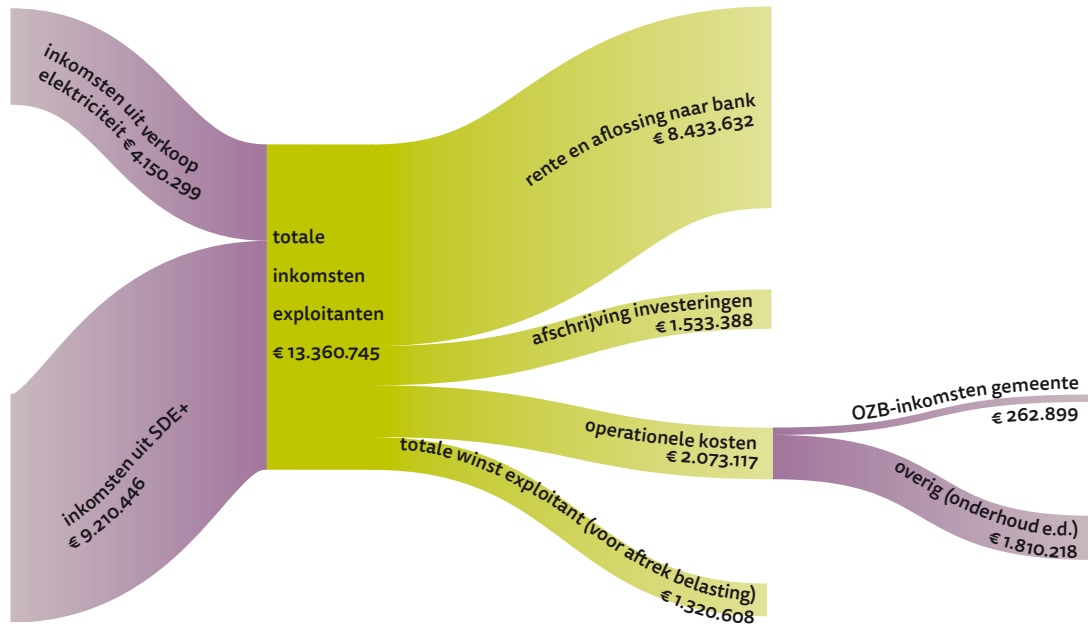 inkomsten uit verkoop
elektriciteit € 4.150.299
inkomsten uit SDE+
€ 9.210.446
totale
inkomsten
exploitanten
€ 13.360.745
rente en aflossing naar bank
€ 8.433.632
afschrijving investeringen
€ 1.533.388
operationele kosten
€ 2.073.117
totale winst exploitant (voor aftrek belasting)
€ 1.320.608
OZB-inkomsten gemeente
€ 262.899
overig (onderhoud e.d.)
€ 1.810.218